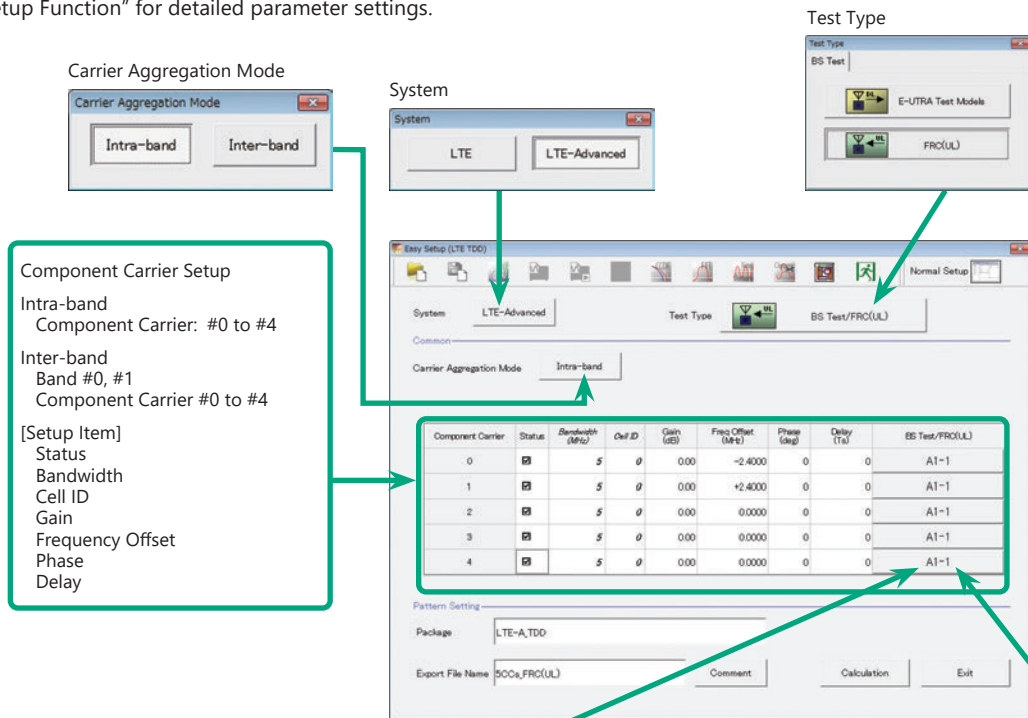 etup Function” for detailed parameter settings.
Test Type
Test Type
BS Test
E-UTRA Test Models
FRC(UL)
Carrier Aggregation Mode
Carrier Aggregation Mode
Intra-band Inter-band
System
System
LTE LTE-Advanced
Component Carrier Setup
Intra-band
Component Carrier: #0 to #4
Inter-band
Band #0, #1
Component Carrier #0 to #4
[Setup Item]
Status
Bandwidth
Cell ID
Gain
Frequency Offset
Phase
Delay
Easy Setup (LTE TDD)
Normal Setup
System LTE-Advanced Test Type UL BS Test/FRC(UL)
Common
Carrier Aggregation Mode Intra-band
Component Carrier Status Bandwidth (MHz) Cell ID Gain (dB) Freq Offset (MHz) Phase (deg) Delay (Ts) BS Test/FRC(UL)
0 5 0 0.00 -2.4000 0 0 A1-1
1 5 0 0.00 +2.4000 0 0 A1-1
2 5 0 0.00 0.0000 0 0 A1-1
3 5 0 0.00 0.0000 0 0 A1-1
4 5 0 0.00 0.0000 0 0 A1-1
Pattern Setting
Package LTE-A_TDD
Export File Name 5CCs_FRC(UL) Comment Calculation Exit